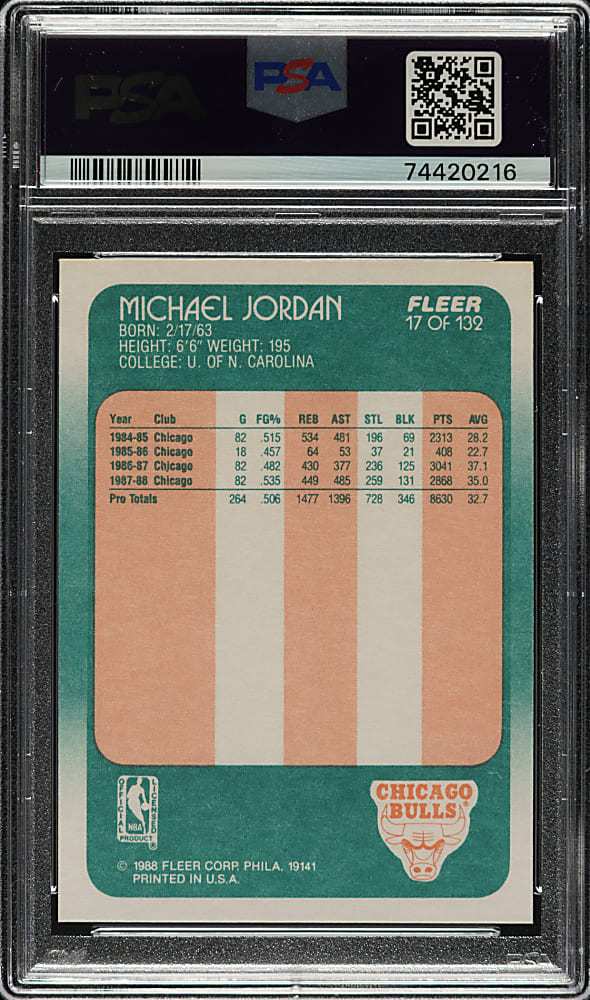 PSA
PSA
74420216
MICHAEL JORDAN
BORN: 2/17/63
HEIGHT: 6'6" WEIGHT: 195
COLLEGE: U. OF N. CAROLINA
FLEER
17 OF 132
Year Club G FG% REB AST STL BLK PTS AVG
1984-85 Chicago 82 .515 534 481 196 69 2313 28.2
1985-86 Chicago 18 .457 64 53 37 21 408 22.7
1986-87 Chicago 82 .482 430 377 236 125 3041 37.1
1987-88 Chicago 82 .535 449 485 259 131 2868 35.0
Pro Totals 264 .506 1477 1396 728 346 8630 32.7
OFFICIAL LICENSED
NBA
PRODUCT
®
CHICAGO
BULLS
© 1988 FLEER CORP. PHILA. 19141
PRINTED IN U.S.A.
PSA